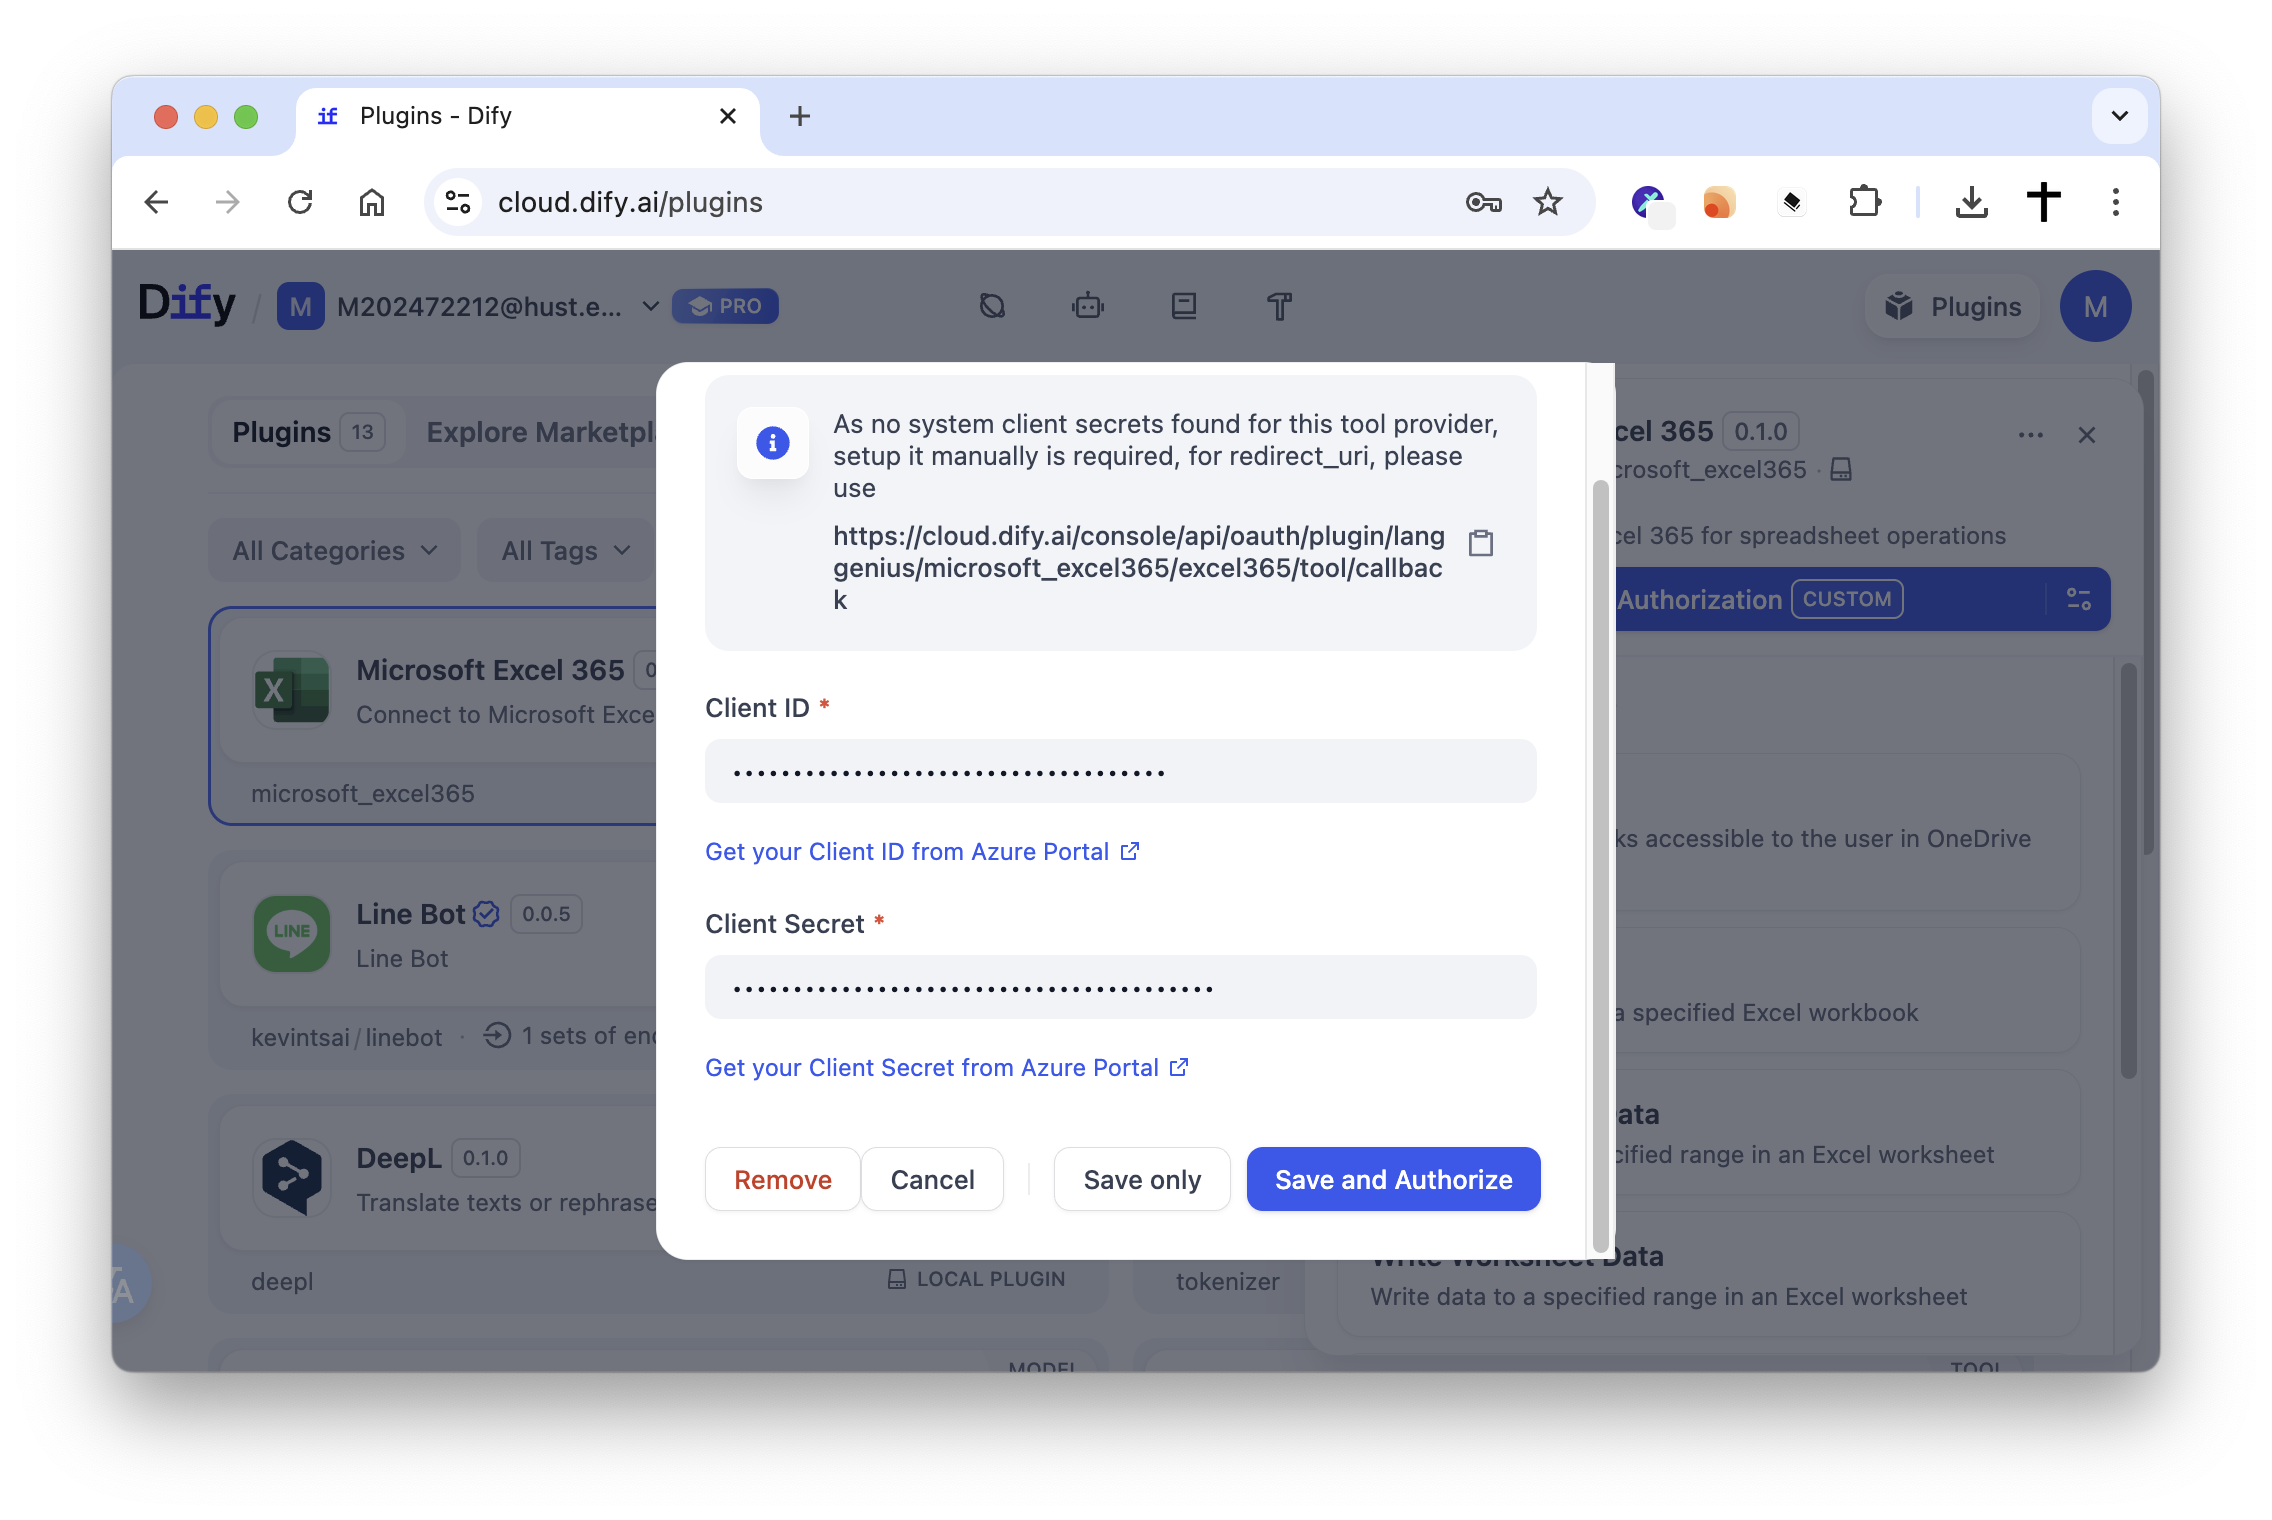 Plugins - Dify
cloud.dify.ai/plugins
Dify / M M202472212@hust.e... PRO
Plugins
M
Plugins 13 Explore Marketpl
All Categories All Tags
Microsoft Excel 365
Connect to Microsoft Exce
microsoft_excel365
LINE
Line Bot 0.0.5
Line Bot
kevintsai / linebot · 1 sets of en
DeepL 0.1.0
Translate texts or rephrase
deepl
LOCAL PLUGIN
tokenizer
MODEL
TOOL
As no system client secrets found for this tool provider,
setup it manually is required, for redirect_uri, please
use
https://cloud.dify.ai/console/api/oauth/plugin/lang
genius/microsoft_excel365/excel365/tool/callbac
k
Client ID *
••••••••••••••••••••••••••••••••••••
Get your Client ID from Azure Portal
Client Secret *
••••••••••••••••••••••••••••••••••••••••
Get your Client Secret from Azure Portal
Remove
Cancel
Save only
Save and Authorize
cel 365 0.1.0
crosoft_excel365 ·
cel 365 for spreadsheet operations
Authorization CUSTOM
ks accessible to the user in OneDrive
a specified Excel workbook
ata
cified range in an Excel worksheet
Write Worksheet Data
Write data to a specified range in an Excel worksheet